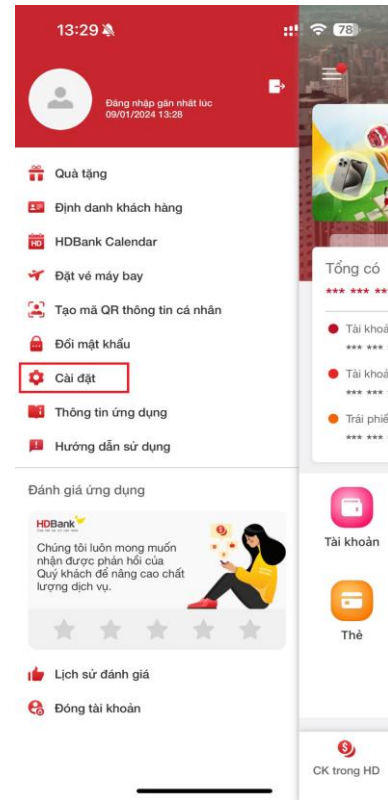 13:29
78
Đăng nhập gần nhất lúc
09/01/2024 13:28
Quà tặng
Định danh khách hàng
HD
HDBank Calendar
Đặt vé máy bay
Tạo mã QR thông tin cá nhân
Đổi mật khẩu
Cài đặt
Thông tin ứng dụng
Hướng dẫn sử dụng
Đánh giá ứng dụng
HDBank
Chúng tôi luôn mong muốn
nhận được phản hồi của
Quý khách để nâng cao chất
lượng dịch vụ.
Lịch sử đánh giá
Đóng tài khoản
Tổng có
*** *** **
Tài khoả
*** ***
Tài khoả
*** ***
Trái phiế
*** ***
Tài khoản
Thẻ
CK trong HD